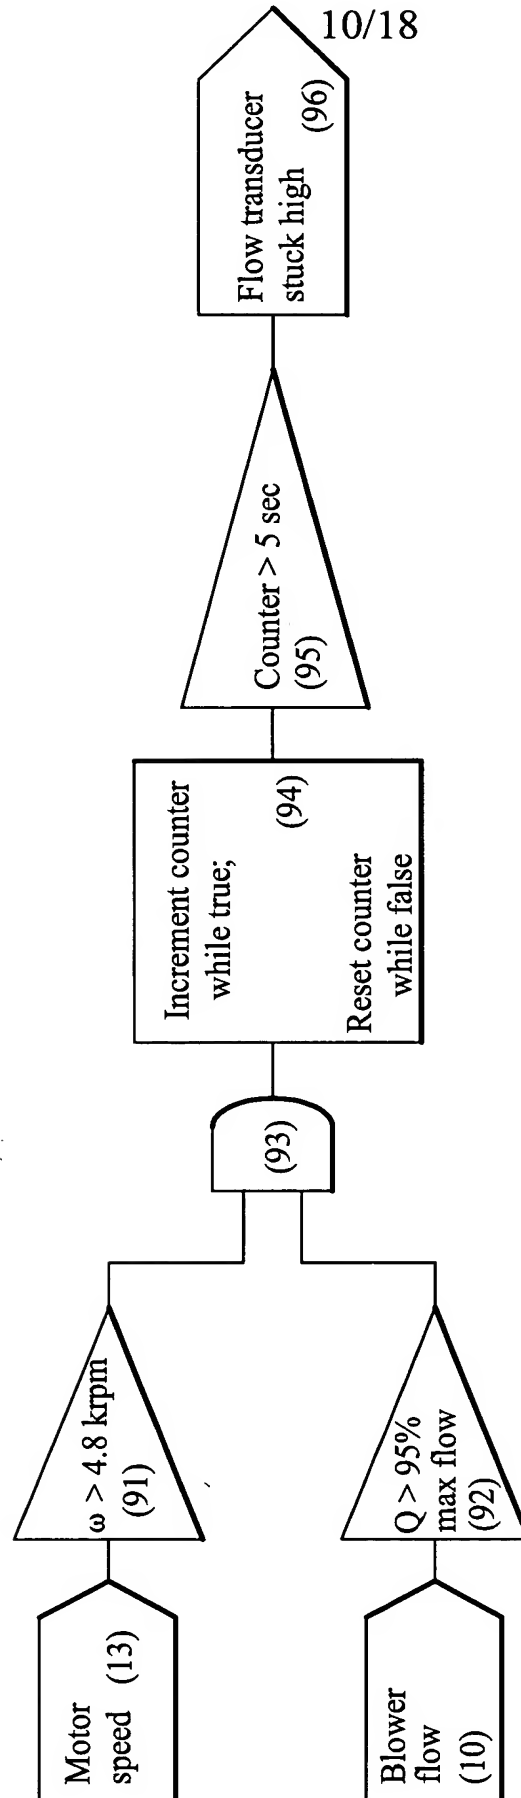 10/18
Motor
speed (13)
ω > 4.8 krpm
(91)
Blower
flow
(10)
Q > 95%
max flow
(92)
(93)
Increment counter
while true;
(94)
Reset counter
while false
Counter > 5 sec
(95)
Flow transducer
stuck high
(96)